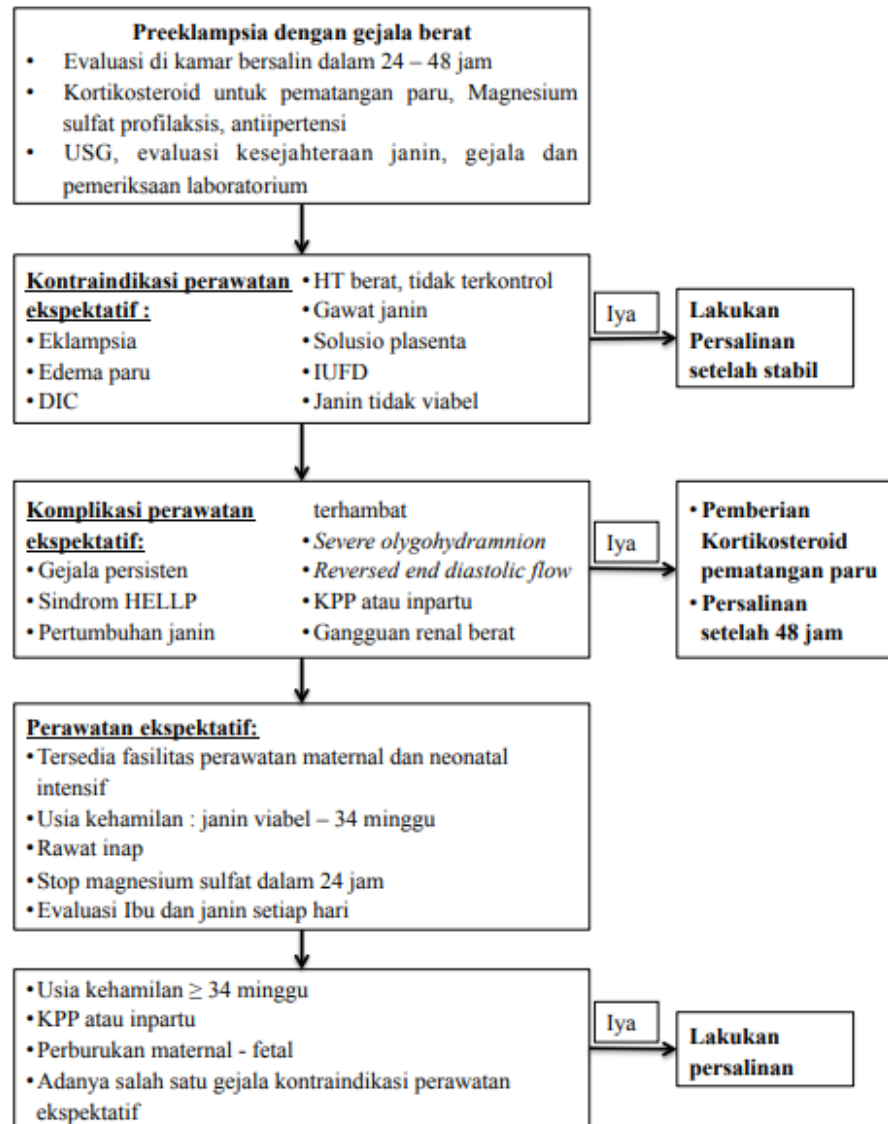 Preeklampsia dengan gejala berat
• Evaluasi di kamar bersalin dalam 24 – 48 jam
• Kortikosteroid untuk pematangan paru, Magnesium
sulfat profilaksis, antiipertensi
• USG, evaluasi kesejahteraan janin, gejala dan
pemeriksaan laboratorium
Kontraindikasi perawatan
ekspektatif :
• Eklampsia
• Edema paru
• DIC
• HT berat, tidak terkontrol
• Gawat janin
• Solusio plasenta
• IUFD
• Janin tidak viabel
Iya
Lakukan
Persalinan
setelah stabil
Komplikasi perawatan
ekspektatif:
• Gejala persisten
• Sindrom HELLP
• Pertumbuhan janin
terhambat
• Severe olygohydramnion
• Reversed end diastolic flow
• KPP atau inpartu
• Gangguan renal berat
Iya
• Pemberian
Kortikosteroid
pematangan paru
• Persalinan
setelah 48 jam
Perawatan ekspektatif:
• Tersedia fasilitas perawatan maternal dan neonatal
intensif
• Usia kehamilan : janin viabel – 34 minggu
• Rawat inap
• Stop magnesium sulfat dalam 24 jam
• Evaluasi Ibu dan janin setiap hari
• Usia kehamilan ≥ 34 minggu
• KPP atau inpartu
• Perburukan maternal - fetal
• Adanya salah satu gejala kontraindikasi perawatan
ekspektatif
Iya
Lakukan
persalinan